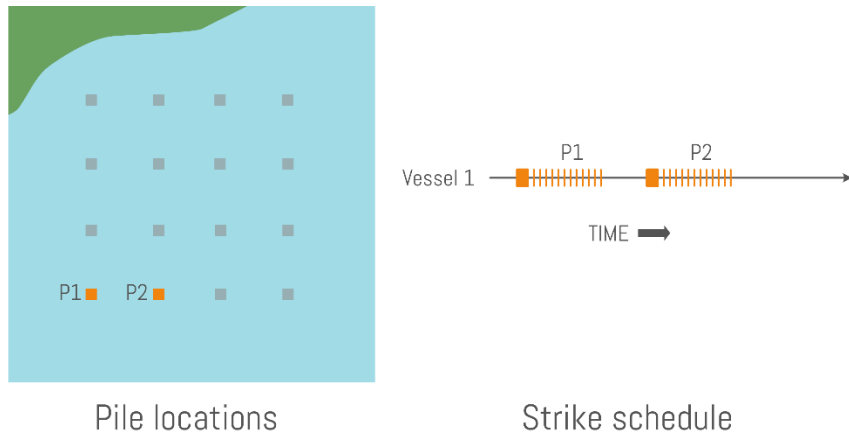 P1
P2
Pile locations
P1
P2
Vessel 1
TIME
Strike schedule